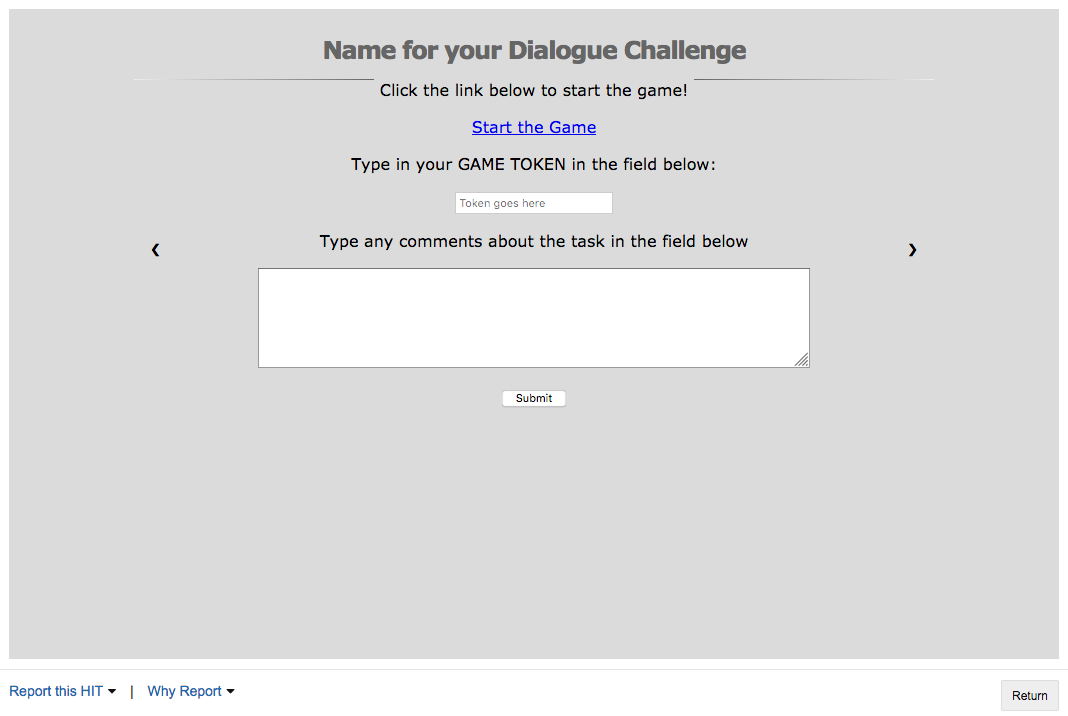 Name for your Dialogue Challenge
Click the link below to start the game!
Start the Game
Type in your GAME TOKEN in the field below:
Token goes here
Type any comments about the task in the field below
❮ ❯
Submit
Report this HIT | Why Report
Return